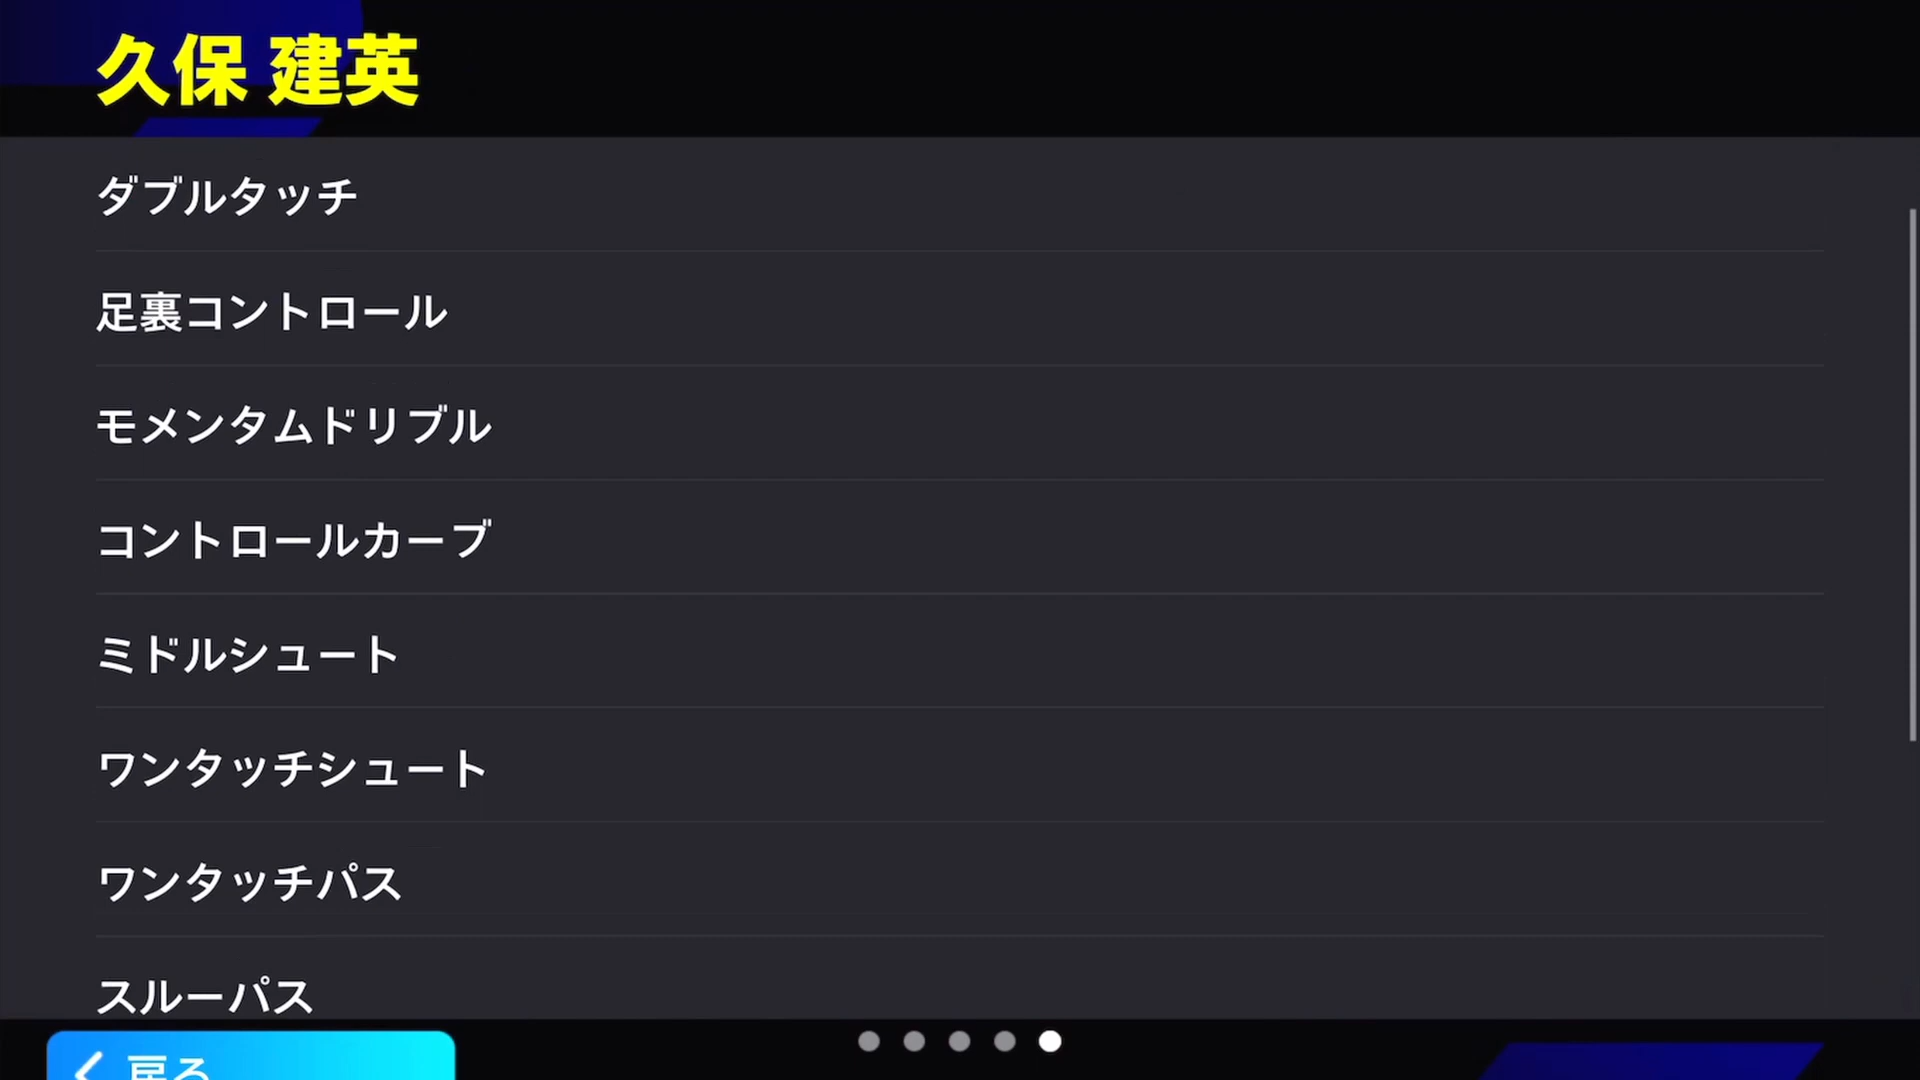 久保 建英
ダブルタッチ
足裏コントロール
モメンタムドリブル
コントロールカーブ
ミドルシュート
ワンタッチシュート
ワンタッチパス
スルーパス
戻る